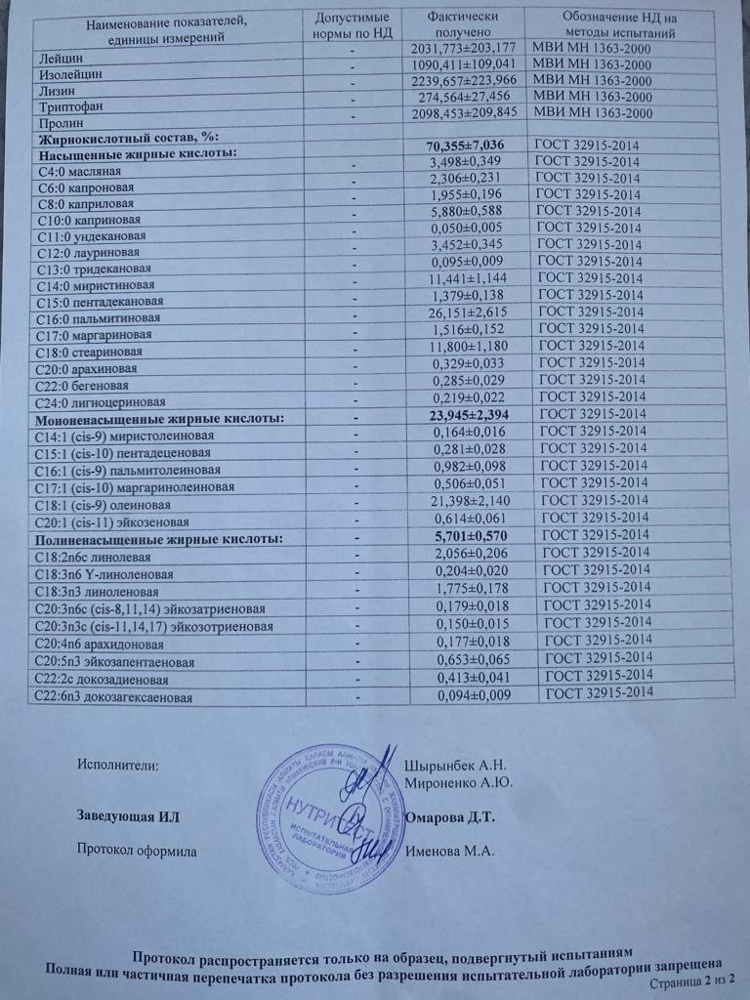 Наименование показателей, единицы измерений | Допустимые нормы по НД | Фактически получено | Обозначение НД на методы испытаний
Лейцин - 2031,773±203,177 МВИ МН 1363-2000
Изолейцин - 1090,411±109,041 МВИ МН 1363-2000
Лизин - 2239,657±223,966 МВИ МН 1363-2000
Триптофан - 274,564±27,456 МВИ МН 1363-2000
Пролин - 2098,453±209,845 МВИ МН 1363-2000
Жирнокислотный состав, %:
Насыщенные жирные кислоты: 70,355±7,036 ГОСТ 32915-2014
С4:0 масляная - 3,498±0,349 ГОСТ 32915-2014
С6:0 капроновая - 2,306±0,231 ГОСТ 32915-2014
С8:0 каприловая - 1,955±0,196 ГОСТ 32915-2014
С10:0 каприновая - 5,880±0,588 ГОСТ 32915-2014
С11:0 ундекановая - 0,050±0,005 ГОСТ 32915-2014
С12:0 лауриновая - 3,452±0,345 ГОСТ 32915-2014
С13:0 тридекановая - 0,095±0,009 ГОСТ 32915-2014
С14:0 миристиновая - 11,441±1,144 ГОСТ 32915-2014
С15:0 пентадекановая - 1,379±0,138 ГОСТ 32915-2014
С16:0 пальмитиновая - 26,151±2,615 ГОСТ 32915-2014
С17:0 маргариновая - 1,516±0,152 ГОСТ 32915-2014
С18:0 стеариновая - 11,800±1,180 ГОСТ 32915-2014
С20:0 арахиновая - 0,329±0,033 ГОСТ 32915-2014
С22:0 бегеновая - 0,285±0,029 ГОСТ 32915-2014
С24:0 лигноцериновая - 0,219±0,022 ГОСТ 32915-2014
Мононенасыщенные жирные кислоты: - 23,945±2,394 ГОСТ 32915-2014
С14:1 (cis-9) миристолеиновая - 0,164±0,016 ГОСТ 32915-2014
С15:1 (cis-10) пентадеценовая - 0,281±0,028 ГОСТ 32915-2014
С16:1 (cis-9) пальмитолеиновая - 0,982±0,098 ГОСТ 32915-2014
С17:1 (cis-10) маргаринолеиновая - 0,506±0,051 ГОСТ 32915-2014
С18:1 (cis-9) олеиновая - 21,398±2,140 ГОСТ 32915-2014
С20:1 (cis-11) эйкозеновая - 0,614±0,061 ГОСТ 32915-2014
Полиненасыщенные жирные кислоты: - 5,701±0,570 ГОСТ 32915-2014
С18:2n6c линолевая - 2,056±0,206 ГОСТ 32915-2014
С18:3n6 Y-линоленовая - 0,204±0,020 ГОСТ 32915-2014
С18:3n3 линоленовая - 1,775±0,178 ГОСТ 32915-2014
С20:3n6c (cis-8,11,14) эйкозатриеновая - 0,179±0,018 ГОСТ 32915-2014
С20:3n3c (cis-11,14,17) эйкозотриеновая - 0,150±0,015 ГОСТ 32915-2014
С20:4n6 арахидоновая - 0,177±0,018 ГОСТ 32915-2014
С20:5n3 эйкозапентаеновая - 0,653±0,065 ГОСТ 32915-2014
С22:2c докозадиеновая - 0,413±0,041 ГОСТ 32915-2014
С22:6n3 докозагексаеновая - 0,094±0,009 ГОСТ 32915-2014
Исполнители: Шырынбек А.Н.
Мироненко А.Ю.
Заведующая ИЛ Омарова Д.Т.
Протокол оформила Именова М.А.
НУТРИТЕСТ
ИСПЫТАТЕЛЬНАЯ
ЛАБОРАТОРИЯ
Протокол распространяется только на образец, подвергнутый испытаниям
Полная или частичная перепечатка протокола без разрешения испытательной лаборатории запрещена
Страница 2 из 2